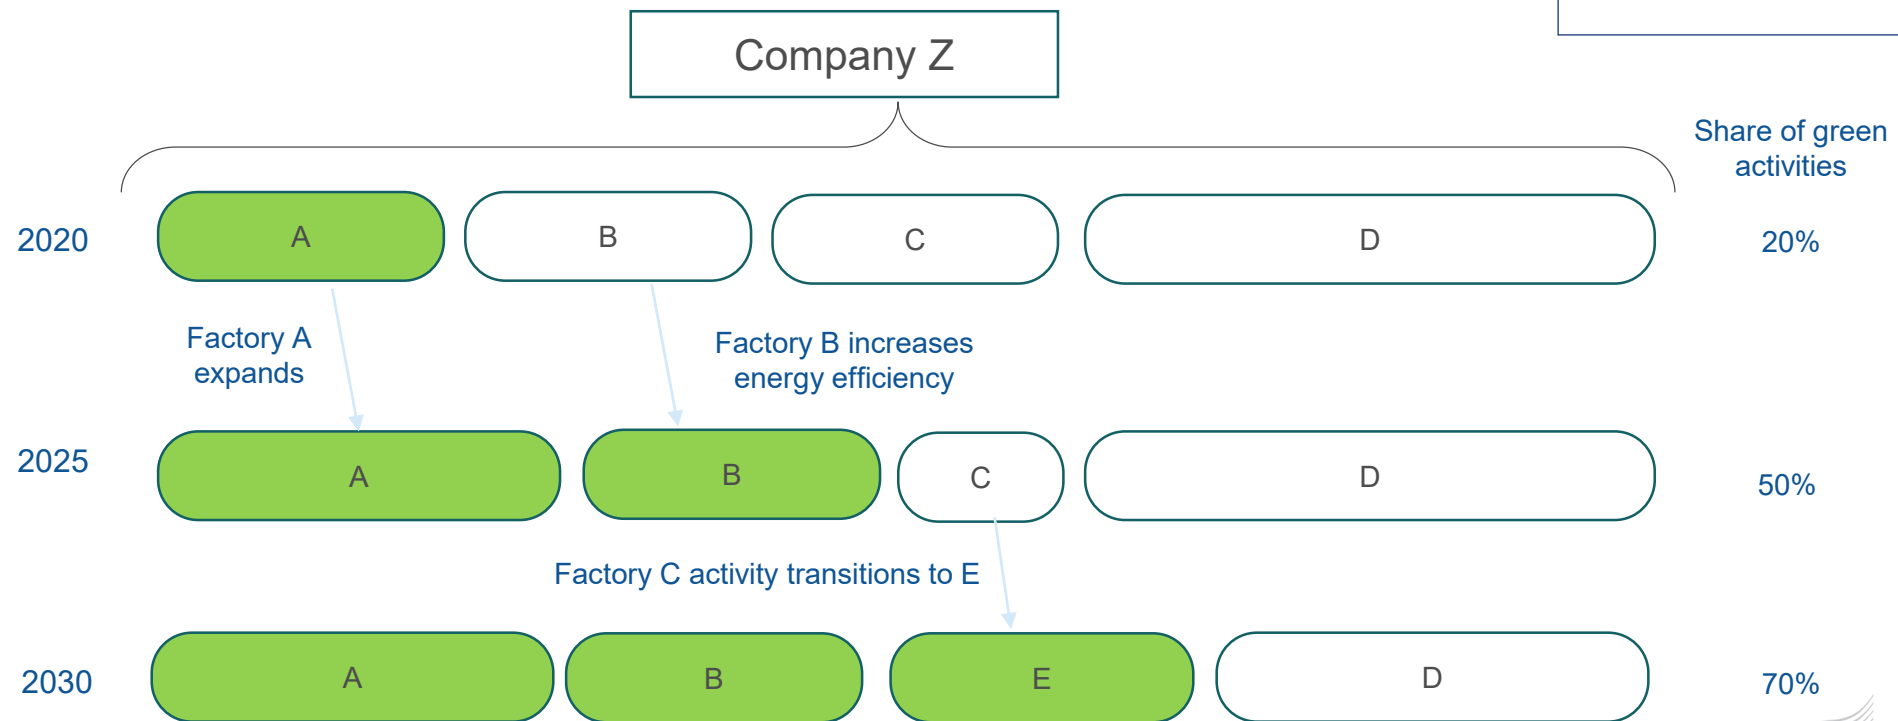 Company Z
Share of green
activities
2020
A
B
C
D
20%
Factory A
expands
Factory B increases
energy efficiency
2025
A
B
C
D
50%
Factory C activity transitions to E
2030
A
B
E
D
70%